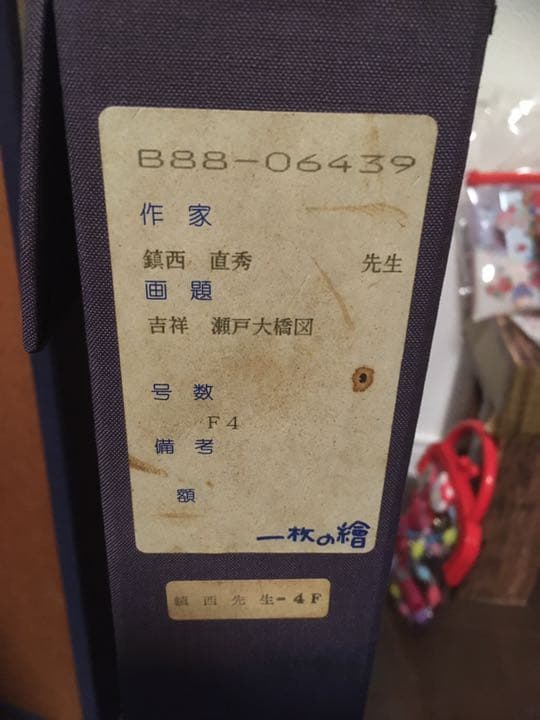 B88-06439
作家
鎮西 直秀 先生
画題
吉祥 瀬戸大橋図
号数
F4
備考
額
一枚の繪
鎮西先生-4F